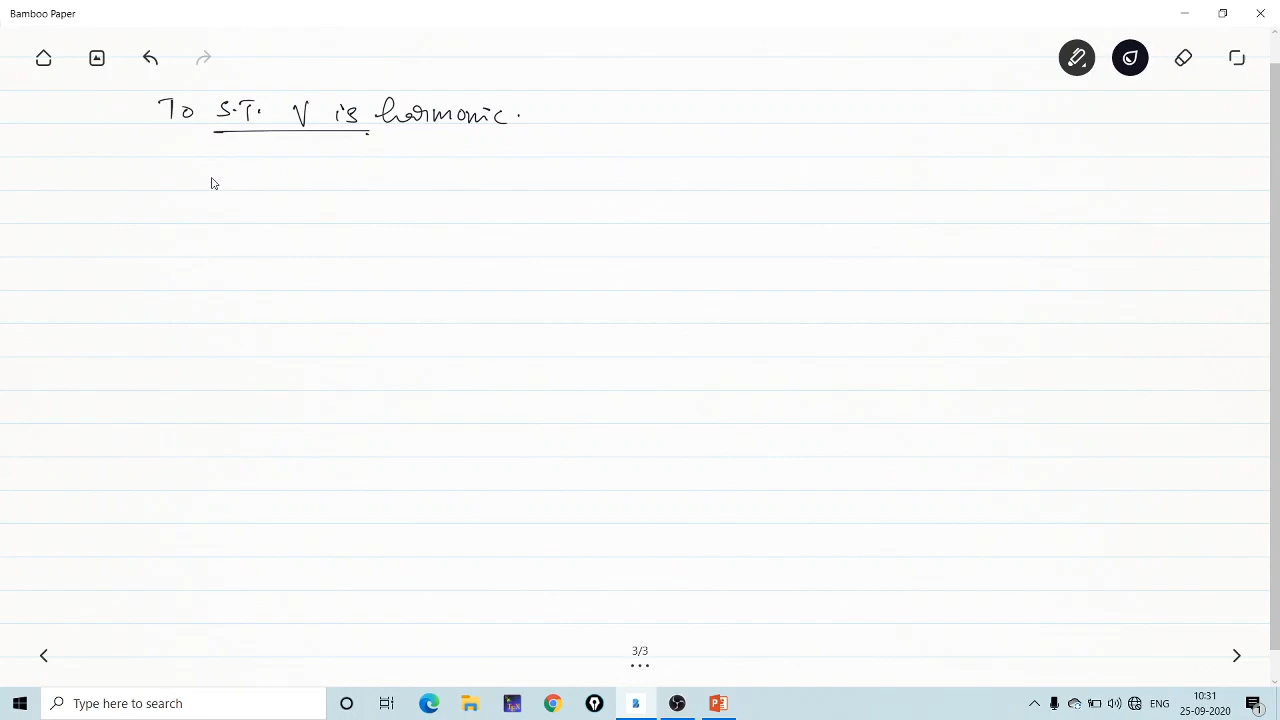 Bamboo Paper
To S.T. V is harmonic.
3/3
Type here to search
ENG
10:31
25-09-2020